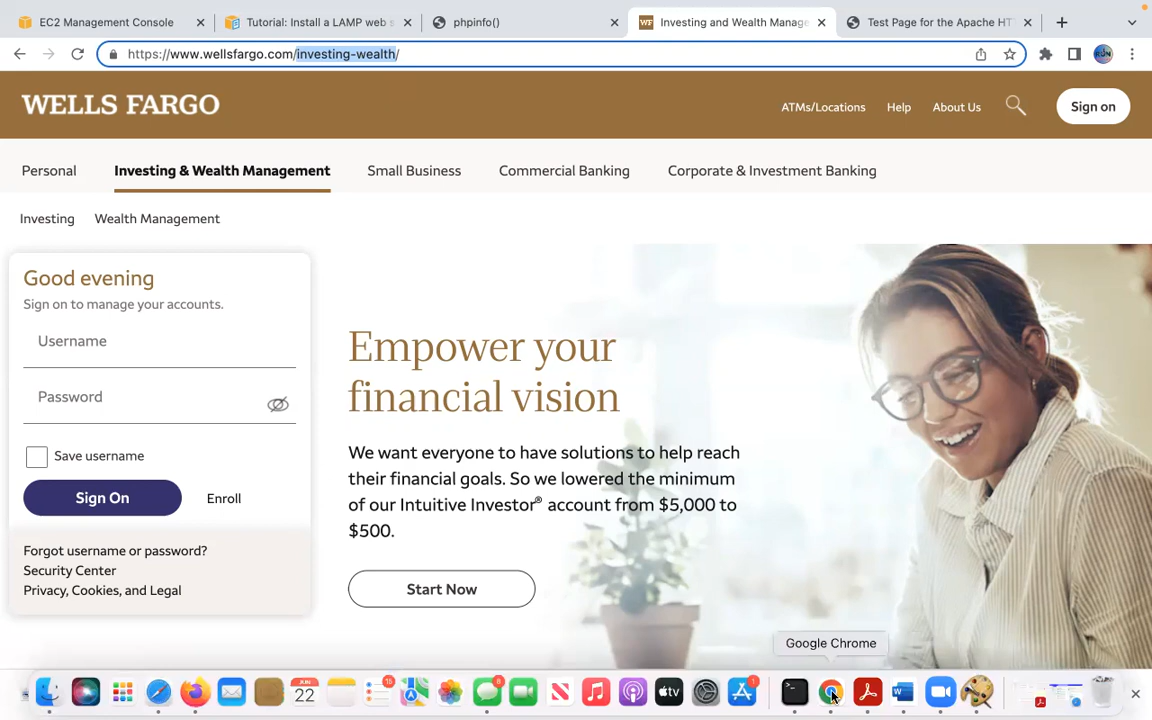 EC2 Management Console
Tutorial: Install a LAMP web s
phpinfo()
WF
Investing and Wealth Manage
Test Page for the Apache HT
https://www.wellsfargo.com/investing-wealth/
WELLS FARGO
ATMs/Locations
Help
About Us
Sign on
Personal
Investing & Wealth Management
Small Business
Commercial Banking
Corporate & Investment Banking
Investing
Wealth Management
Good evening
Sign on to manage your accounts.
Username
Password
Save username
Sign On
Enroll
Forgot username or password?
Security Center
Privacy, Cookies, and Legal
Empower your
financial vision
We want everyone to have solutions to help reach
their financial goals. So we lowered the minimum
of our Intuitive Investor® account from $5,000 to
$500.
Start Now
Google Chrome
22
tv